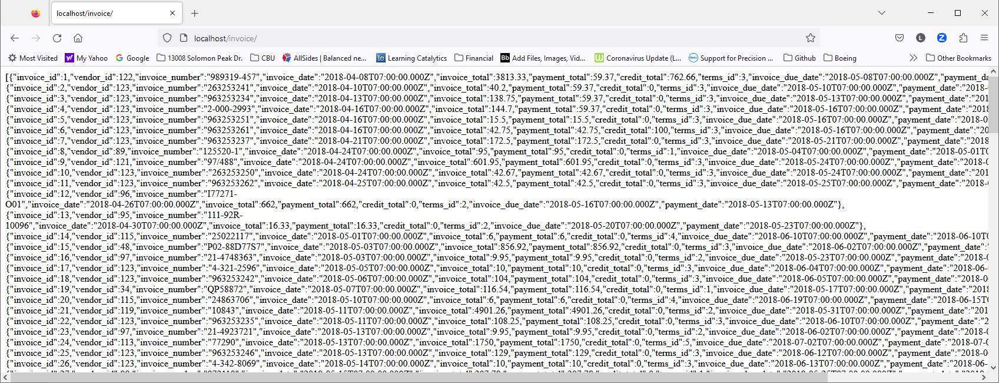 localhost/invoice/
localhost/invoice/
Most Visited My Yahoo Google 13008 Solomon Peak Dr. CBU AllSides | Balanced ne... Learning Catalytics Financial Add Files, Images, Vid... Coronavirus Update (L... Support for Precision ... Github Boeing Other Bookmarks
[{"invoice_id":1,"vendor_id":122,"invoice_number":"989319-457","invoice_date":"2018-04-08T07:00:00.000Z","invoice_total":3813.33,"payment_total":59.37,"credit_total":762.66,"terms_id":3,"invoice_due_date":"2018-05-08T07:00:00.000Z","payment_da
{"invoice_id":2,"vendor_id":123,"invoice_number":"263253241","invoice_date":"2018-04-10T07:00:00.000Z","invoice_total":40.2,"payment_total":59.37,"credit_total":0,"terms_id":3,"invoice_due_date":"2018-05-10T07:00:00.000Z","payment_date":"2018-0
{"invoice_id":3,"vendor_id":123,"invoice_number":"963253234","invoice_date":"2018-04-13T07:00:00.000Z","invoice_total":138.75,"payment_total":59.37,"credit_total":0,"terms_id":3,"invoice_due_date":"2018-05-13T07:00:00.000Z","payment_date":"201
{"invoice_id":4,"vendor_id":123,"invoice_number":"2-000-2993","invoice_date":"2018-04-16T07:00:00.000Z","invoice_total":144.7,"payment_total":59.37,"credit_total":0,"terms_id":3,"invoice_due_date":"2018-05-16T07:00:00.000Z","payment_date":"2018
{"invoice_id":5,"vendor_id":123,"invoice_number":"963253251","invoice_date":"2018-04-16T07:00:00.000Z","invoice_total":15.5,"payment_total":15.5,"credit_total":0,"terms_id":3,"invoice_due_date":"2018-05-16T07:00:00.000Z","payment_date":"2018-0
{"invoice_id":6,"vendor_id":123,"invoice_number":"963253261","invoice_date":"2018-04-16T07:00:00.000Z","invoice_total":42.75,"payment_total":42.75,"credit_total":100,"terms_id":3,"invoice_due_date":"2018-05-16T07:00:00.000Z","payment_date":"20
{"invoice_id":7,"vendor_id":123,"invoice_number":"963253237","invoice_date":"2018-04-21T07:00:00.000Z","invoice_total":172.5,"payment_total":172.5,"credit_total":0,"terms_id":3,"invoice_due_date":"2018-05-21T07:00:00.000Z","payment_date":"2018
{"invoice_id":8,"vendor_id":89,"invoice_number":"125520-1","invoice_date":"2018-04-24T07:00:00.000Z","invoice_total":95,"payment_total":95,"credit_total":0,"terms_id":1,"invoice_due_date":"2018-05-04T07:00:00.000Z","payment_date":"2018-05-01T0
{"invoice_id":9,"vendor_id":121,"invoice_number":"97/488","invoice_date":"2018-04-24T07:00:00.000Z","invoice_total":601.95,"payment_total":601.95,"credit_total":0,"terms_id":3,"invoice_due_date":"2018-05-24T07:00:00.000Z","payment_date":"2018-0
{"invoice_id":10,"vendor_id":123,"invoice_number":"263253250","invoice_date":"2018-04-24T07:00:00.000Z","invoice_total":42.67,"payment_total":42.67,"credit_total":0,"terms_id":3,"invoice_due_date":"2018-05-24T07:00:00.000Z","payment_date":"201
{"invoice_id":11,"vendor_id":123,"invoice_number":"963253262","invoice_date":"2018-04-25T07:00:00.000Z","invoice_total":42.5,"payment_total":42.5,"credit_total":0,"terms_id":3,"invoice_due_date":"2018-05-25T07:00:00.000Z","payment_date":"2018-0
{"invoice_id":12,"vendor_id":96,"invoice_number":"I77271-
O01","invoice_date":"2018-04-26T07:00:00.000Z","invoice_total":662,"payment_total":662,"credit_total":0,"terms_id":2,"invoice_due_date":"2018-05-16T07:00:00.000Z","payment_date":"2018-05-13T07:00:00.000Z"},
{"invoice_id":13,"vendor_id":95,"invoice_number":"111-92R-
10096","invoice_date":"2018-04-30T07:00:00.000Z","invoice_total":16.33,"payment_total":16.33,"credit_total":0,"terms_id":2,"invoice_due_date":"2018-05-20T07:00:00.000Z","payment_date":"2018-05-23T07:00:00.000Z"},
{"invoice_id":14,"vendor_id":115,"invoice_number":"25022117","invoice_date":"2018-05-01T07:00:00.000Z","invoice_total":6,"payment_total":6,"credit_total":0,"terms_id":4,"invoice_due_date":"2018-06-10T07:00:00.000Z","payment_date":"2018-06-10T0
{"invoice_id":15,"vendor_id":48,"invoice_number":"P02-88D77S7","invoice_date":"2018-05-03T07:00:00.000Z","invoice_total":856.92,"payment_total":856.92,"credit_total":0,"terms_id":3,"invoice_due_date":"2018-06-02T07:00:00.000Z","payment_date":"
{"invoice_id":16,"vendor_id":97,"invoice_number":"21-4748363","invoice_date":"2018-05-03T07:00:00.000Z","invoice_total":9.95,"payment_total":9.95,"credit_total":0,"terms_id":2,"invoice_due_date":"2018-05-23T07:00:00.000Z","payment_date":"2018-0
{"invoice_id":17,"vendor_id":123,"invoice_number":"4-321-2596","invoice_date":"2018-05-05T07:00:00.000Z","invoice_total":10,"payment_total":10,"credit_total":0,"terms_id":3,"invoice_due_date":"2018-06-04T07:00:00.000Z","payment_date":"2018-06-
{"invoice_id":18,"vendor_id":123,"invoice_number":"963253242","invoice_date":"2018-05-06T07:00:00.000Z","invoice_total":104,"payment_total":104,"credit_total":0,"terms_id":3,"invoice_due_date":"2018-06-05T07:00:00.000Z","payment_date":"2018-06
{"invoice_id":19,"vendor_id":34,"invoice_number":"QP58872","invoice_date":"2018-05-07T07:00:00.000Z","invoice_total":116.54,"payment_total":116.54,"credit_total":0,"terms_id":1,"invoice_due_date":"2018-05-17T07:00:00.000Z","payment_date":"2018
{"invoice_id":20,"vendor_id":115,"invoice_number":"24863706","invoice_date":"2018-05-10T07:00:00.000Z","invoice_total":6,"payment_total":6,"credit_total":0,"terms_id":4,"invoice_due_date":"2018-06-19T07:00:00.000Z","payment_date":"2018-06-15T0
{"invoice_id":21,"vendor_id":119,"invoice_number":"10843","invoice_date":"2018-05-11T07:00:00.000Z","invoice_total":4901.26,"payment_total":4901.26,"credit_total":0,"terms_id":2,"invoice_due_date":"2018-05-31T07:00:00.000Z","payment_date":"201
{"invoice_id":22,"vendor_id":123,"invoice_number":"963253235","invoice_date":"2018-05-11T07:00:00.000Z","invoice_total":108.25,"payment_total":108.25,"credit_total":0,"terms_id":3,"invoice_due_date":"2018-06-10T07:00:00.000Z","payment_date":"2
{"invoice_id":23,"vendor_id":97,"invoice_number":"21-4923721","invoice_date":"2018-05-13T07:00:00.000Z","invoice_total":9.95,"payment_total":9.95,"credit_total":0,"terms_id":2,"invoice_due_date":"2018-06-02T07:00:00.000Z","payment_date":"2018-0
{"invoice_id":24,"vendor_id":113,"invoice_number":"77290","invoice_date":"2018-05-13T07:00:00.000Z","invoice_total":1750,"payment_total":1750,"credit_total":0,"terms_id":5,"invoice_due_date":"2018-07-02T07:00:00.000Z","payment_date":"2018-07-0
{"invoice_id":25,"vendor_id":123,"invoice_number":"963253246","invoice_date":"2018-05-13T07:00:00.000Z","invoice_total":129,"payment_total":129,"credit_total":0,"terms_id":3,"invoice_due_date":"2018-06-12T07:00:00.000Z","payment_date":"2018-06
{"invoice_id":26,"vendor_id":123,"invoice_number":"4-342-8069","invoice_date":"2018-05-14T07:00:00.000Z","invoice_total":10,"payment_total":10,"credit_total":0,"terms_id":3,"invoice_due_date":"2018-06-13T07:00:00.000Z","payment_date":"2018-06-